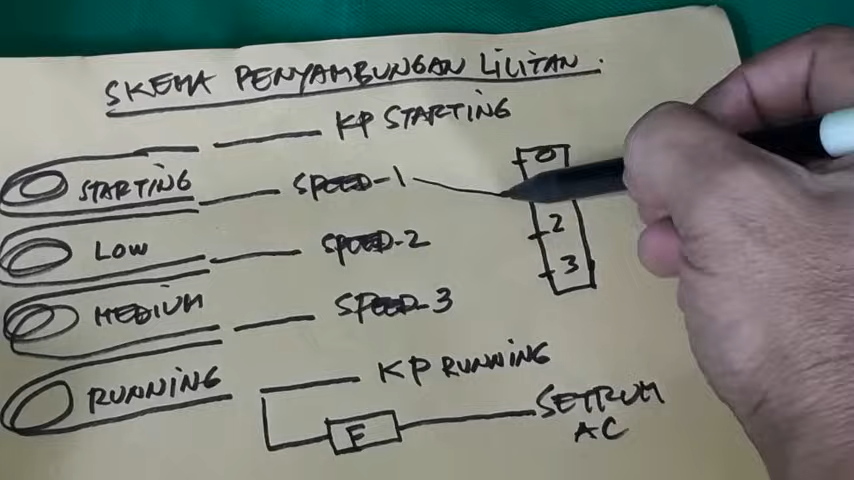 SKEMA PENYAMBUNGAN LILITAN.
KP STARTING
STARTING
SPEED-1
LOW
SPEED-2
MEDIUM
SPEED-3
RUNNING
KP RUNNING
F
SETRUM
AC
0
2
3